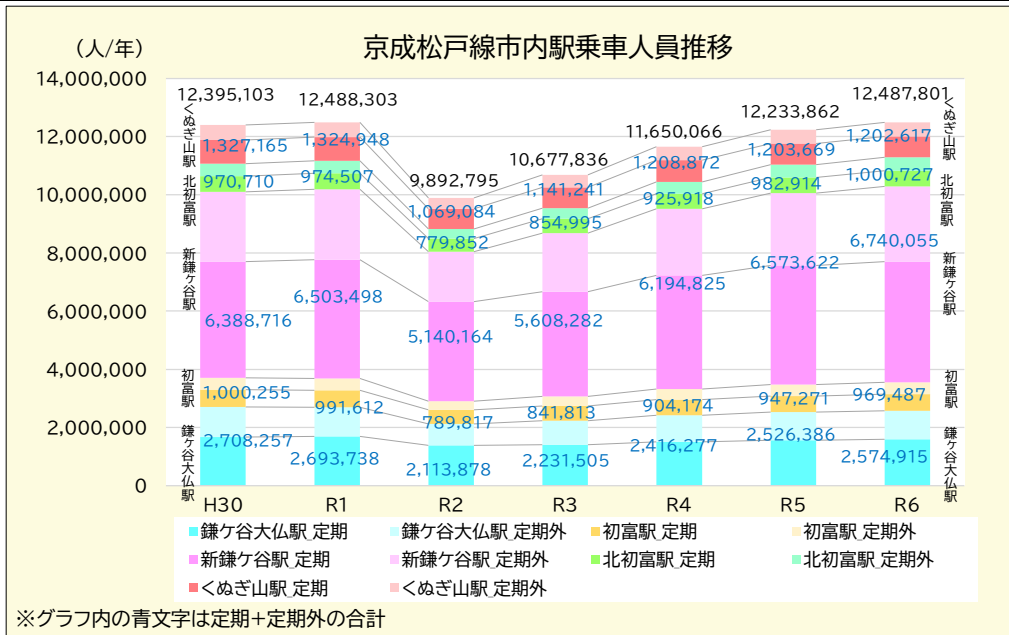 京成松戸線市内駅乗車人員推移
(人/年)
14,000,000
12,000,000
10,000,000
8,000,000
6,000,000
4,000,000
2,000,000
0
12,395,103
12,488,303
9,892,795
10,677,836
11,650,066
12,233,862
12,487,801
くぬぎ山駅
1,327,165
1,324,948
1,069,084
1,141,241
1,208,872
1,203,669
1,202,617
くぬぎ山駅
北初富駅
970,710
974,507
779,852
854,995
925,918
982,914
1,000,727
北初富駅
新鎌ヶ谷駅
6,388,716
6,503,498
5,140,164
5,608,282
6,194,825
6,573,622
6,740,055
新鎌ヶ谷駅
初富駅
1,000,255
991,612
789,817
841,813
904,174
947,271
969,487
初富駅
鎌ヶ谷大仏駅
2,708,257
2,693,738
2,113,878
2,231,505
2,416,277
2,526,386
2,574,915
鎌ヶ谷大仏駅
H30 R1 R2 R3 R4 R5 R6
鎌ケ谷大仏駅_定期 鎌ケ谷大仏駅_定期外 初富駅_定期 初富駅_定期外
新鎌ケ谷駅_定期 新鎌ケ谷駅_定期外 北初富駅_定期 北初富駅_定期外
くぬぎ山駅_定期 くぬぎ山駅_定期外
※グラフ内の青文字は定期+定期外の合計